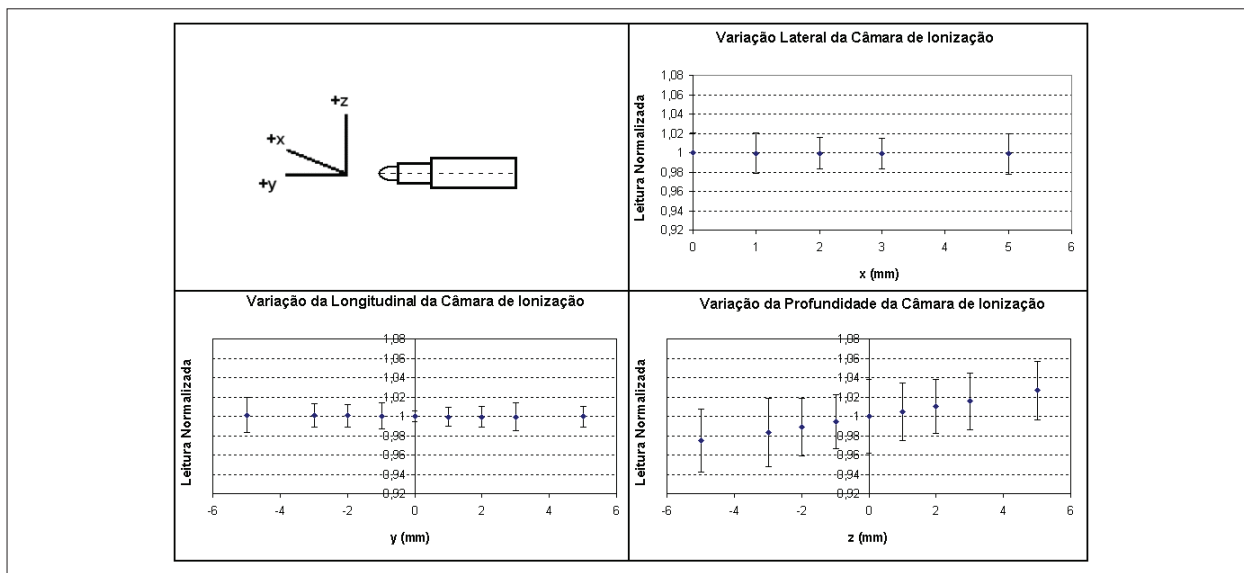 +z
+x
+y
Variação Lateral da Câmara de Ionização
Leitura Normalizada
1,08
1,06
1,04
1,02
1
0,98
0,96
0,94
0,92
0 1 2 3 4 5 6
x (mm)
Variação da Longitudinal da Câmara de Ionização
Leitura Normalizada
1,08
1,06
1,04
1,02
1
0,98
0,96
0,94
0,92
-6 -4 -2 0 2 4 6
y (mm)
Variação da Profundidade da Câmara de Ionização
Leitura Normalizada
1,08
1,06
1,04
1,02
1
0,98
0,96
0,94
0,92
-6 -4 -2 0 2 4 6
z (mm)